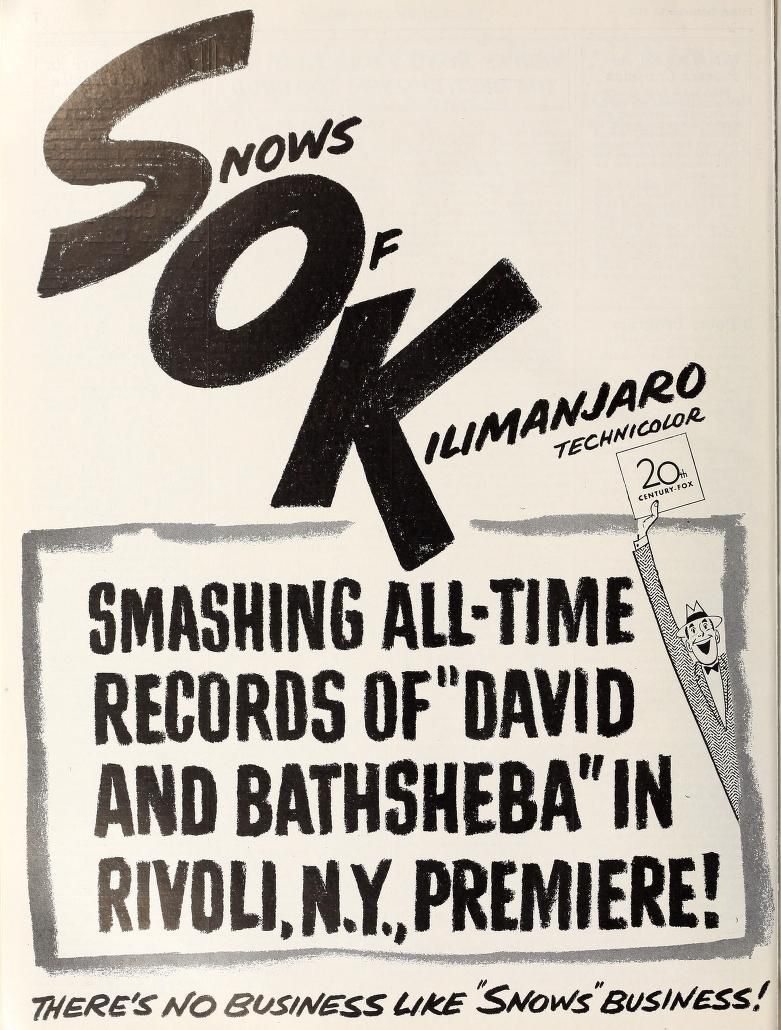 SNOWS
OF
KILIMANJARO
TECHNICOLOR
20th
CENTURY-FOX
SMASHING ALL-TIME
RECORDS OF "DAVID
AND BATHSHEBA" IN
RIVOLI, N.Y., PREMIERE!
THERE'S NO BUSINESS LIKE "SNOWS" BUSINESS!